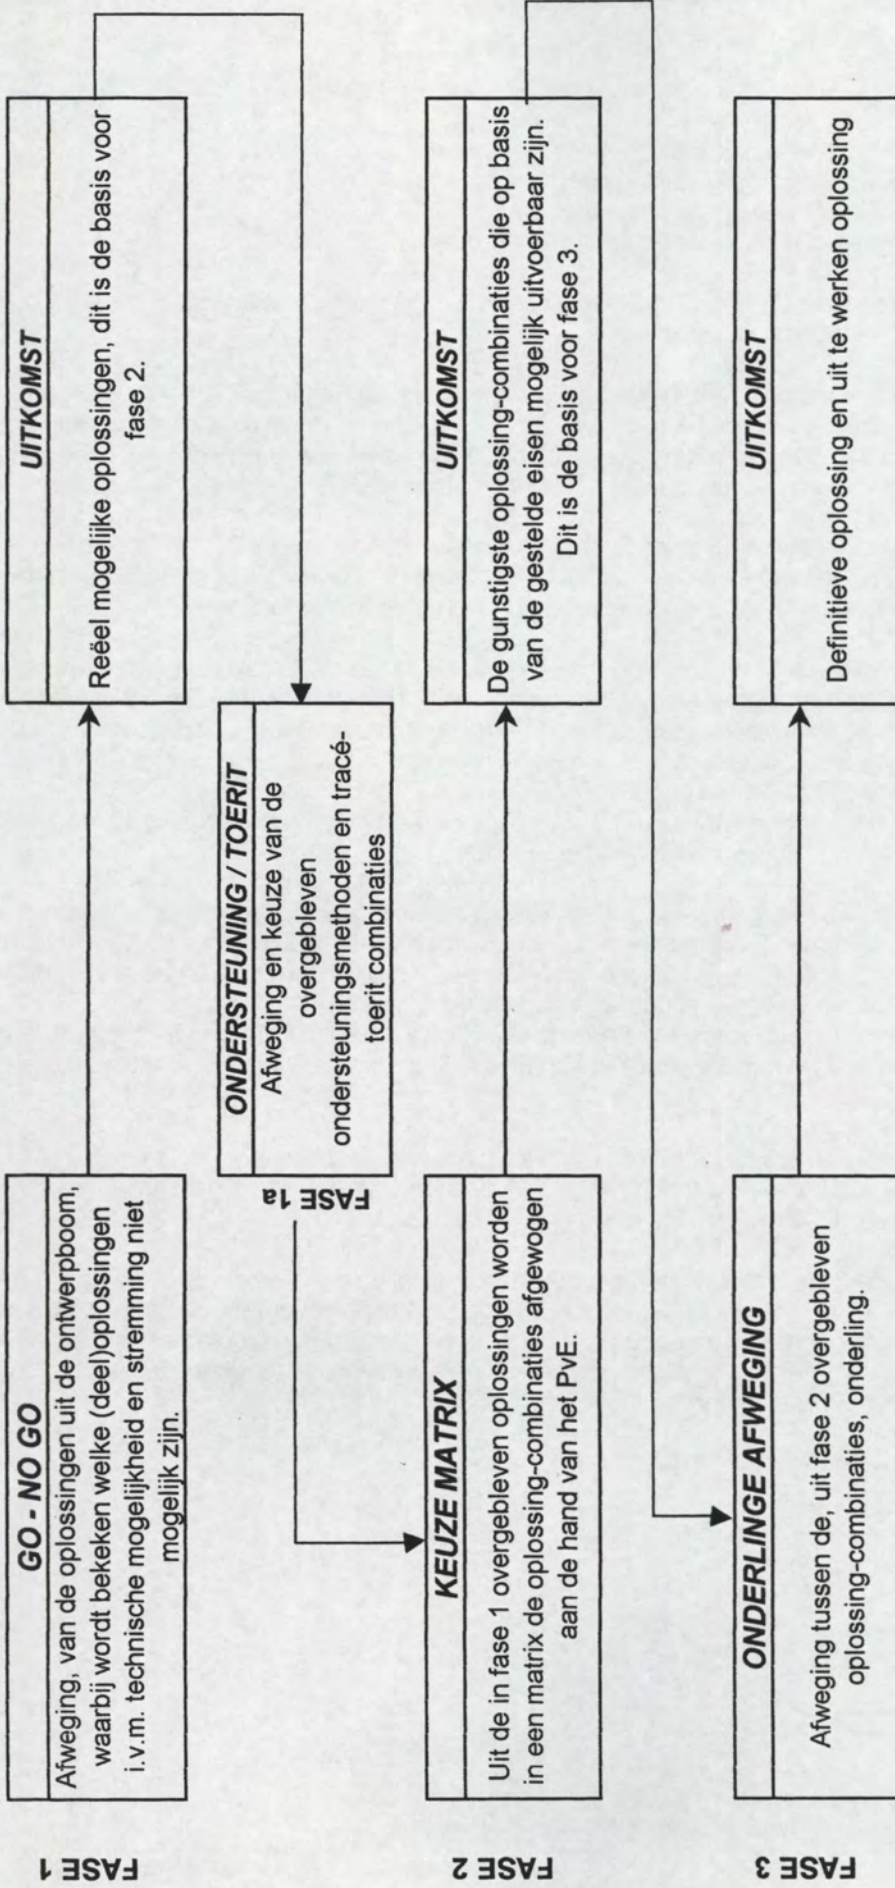 FASE 1
GO - NO GO
Afweging, van de oplossingen uit de ontwerpboom,
waarbij wordt bekeken welke (deel)oplossingen
i.v.m. technische mogelijkheid en stremming niet
mogelijk zijn.
UITKOMST
Reëel mogelijke oplossingen, dit is de basis voor
fase 2.
FASE 1a
ONDERSTEUNING / TOERIT
Afweging en keuze van de
overgebleven
ondersteuningsmethoden en tracé-
toerit combinaties
FASE 2
KEUZE MATRIX
Uit de in fase 1 overgebleven oplossingen worden
in een matrix de oplossing-combinaties afgewogen
aan de hand van het PvE.
UITKOMST
De gunstigste oplossing-combinaties die op basis
van de gestelde eisen mogelijk uitvoerbaar zijn.
Dit is de basis voor fase 3.
FASE 3
ONDERLINGE AFWEGING
Afweging tussen de, uit fase 2 overgebleven
oplossing-combinaties, onderling.
UITKOMST
Definitieve oplossing en uit te werken oplossing